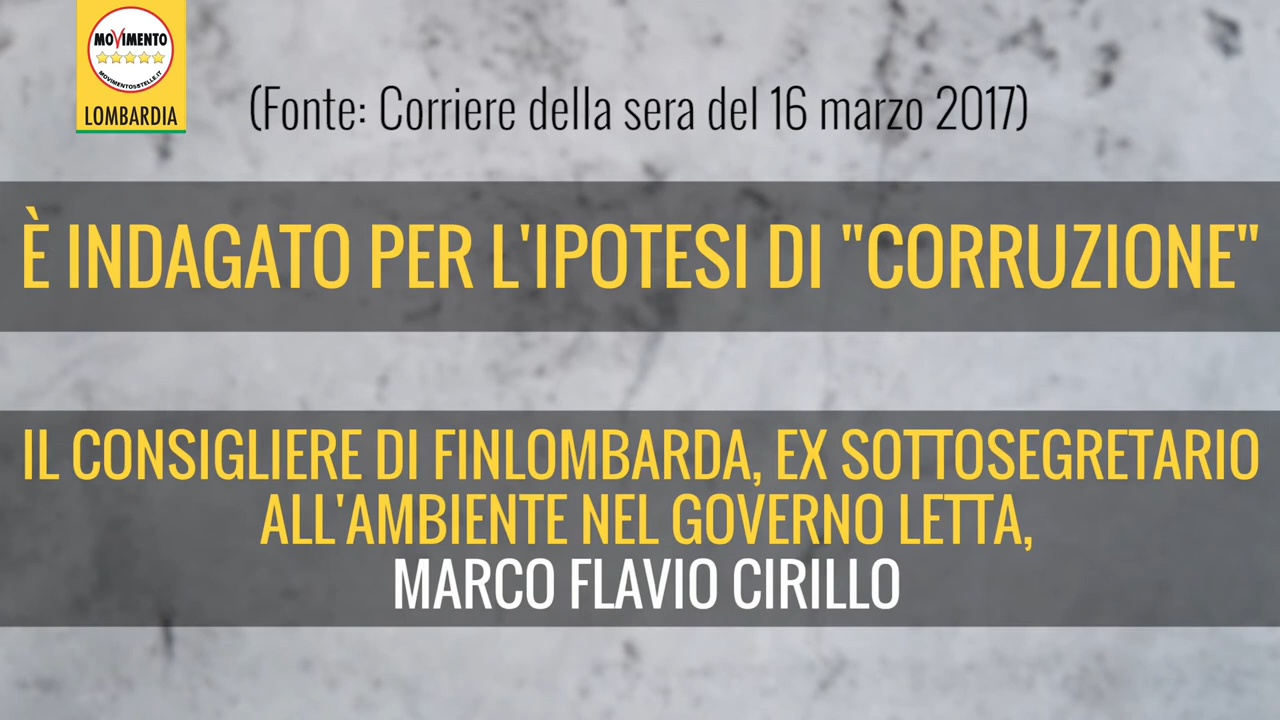 MOVIMENTO
MOVIMENTO5STELLE.IT
LOMBARDIA
(Fonte: Corriere della sera del 16 marzo 2017)
È INDAGATO PER L'IPOTESI DI "CORRUZIONE"
IL CONSIGLIERE DI FINLOMBARDA, EX SOTTOSEGRETARIO
ALL'AMBIENTE NEL GOVERNO LETTA,
MARCO FLAVIO CIRILLO